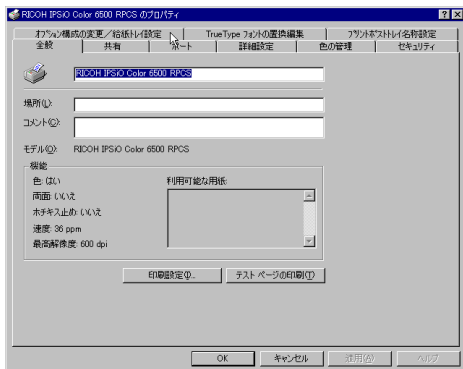 RICOH IPSiO Color 6500 RPCS のプロパティ
オプション構成の変更／給紙トレイ設定 TrueType フォントの置換編集 プリントポストトレイ名称設定
全般 共有 ポート 詳細設定 色の管理 セキュリティ
RICOH IPSiO Color 6500 RPCS
場所(L):
コメント(C):
モデル(O): RICOH IPSiO Color 6500 RPCS
機能
色: はい 利用可能な用紙:
両面: いいえ
ホチキス止め: いいえ
速度: 36 ppm
最高解像度: 600 dpi
印刷設定(I)... テスト ページの印刷(T)
OK キャンセル 適用(A) ヘルプ